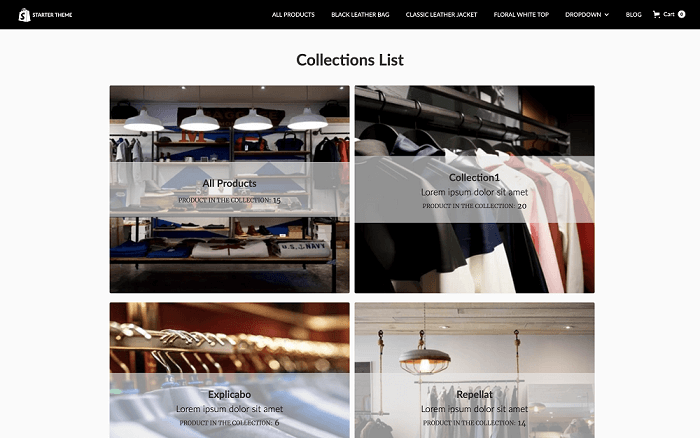 STARTER THEME
ALL PRODUCTS
BLACK LEATHER BAG
CLASSIC LEATHER JACKET
FLORAL WHITE TOP
DROPDOWN
BLOG
Cart 0
Collections List
All Products
PRODUCT IN THE COLLECTION: 15
U.S. NAVY
Collection1
Lorem ipsum dolor sit amet
PRODUCT IN THE COLLECTION: 20
Explicabo
Lorem ipsum dolor sit amet
PRODUCT IN THE COLLECTION: 6
Repellat
Lorem ipsum dolor sit amet
PRODUCT IN THE COLLECTION: 14